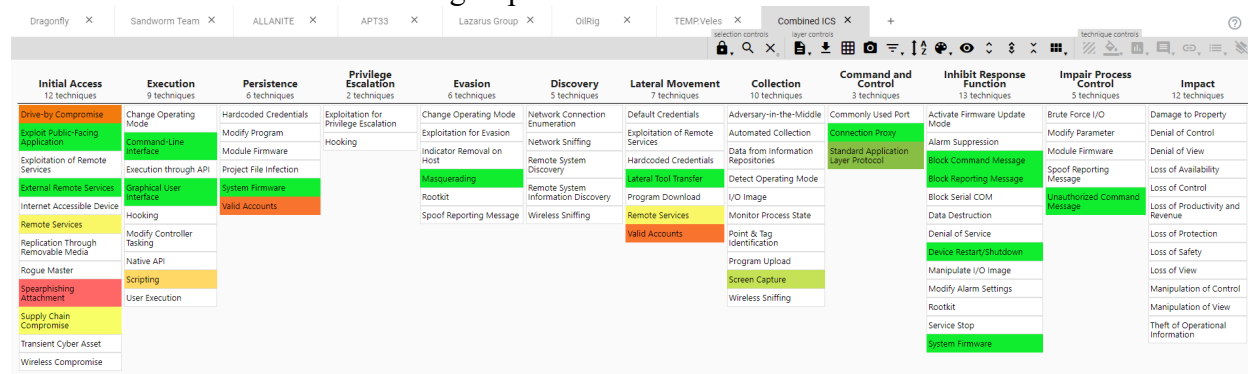 Dragonfly × Sandworm Team × ALLANITE × APT33 × Lazarus Group × OilRig × TEMP.Veles × Combined ICS × +
selection controls layer controls technique controls
Initial Access
12 techniques
Drive-by Compromise
Exploit Public-Facing
Application
Exploitation of Remote
Services
External Remote Services
Internet Accessible Device
Remote Services
Replication Through
Removable Media
Rogue Master
Spearphishing
Attachment
Supply Chain
Compromise
Transient Cyber Asset
Wireless Compromise
Execution
9 techniques
Change Operating
Mode
Command-Line
Interface
Execution through API
Graphical User
Interface
Hooking
Modify Controller
Tasking
Native API
Scripting
User Execution
Persistence
6 techniques
Hardcoded Credentials
Modify Program
Module Firmware
Project File Infection
System Firmware
Valid Accounts
Privilege
Escalation
2 techniques
Exploitation for
Privilege Escalation
Hooking
Evasion
6 techniques
Change Operating Mode
Exploitation for Evasion
Indicator Removal on
Host
Masquerading
Rootkit
Spoof Reporting Message
Discovery
5 techniques
Network Connection
Enumeration
Network Sniffing
Remote System
Discovery
Remote System
Information Discovery
Wireless Sniffing
Lateral Movement
7 techniques
Default Credentials
Exploitation of Remote
Services
Hardcoded Credentials
Lateral Tool Transfer
Program Download
Remote Services
Valid Accounts
Collection
10 techniques
Adversary-in-the-Middle
Automated Collection
Data from Information
Repositories
Detect Operating Mode
I/O Image
Monitor Process State
Point & Tag
Identification
Program Upload
Screen Capture
Wireless Sniffing
Command and
Control
3 techniques
Commonly Used Port
Connection Proxy
Standard Application
Layer Protocol
Inhibit Response
Function
13 techniques
Activate Firmware Update
Mode
Alarm Suppression
Block Command Message
Block Reporting Message
Block Serial COM
Data Destruction
Denial of Service
Device Restart/Shutdown
Manipulate I/O Image
Modify Alarm Settings
Rootkit
Service Stop
System Firmware
Impair Process
Control
5 techniques
Brute Force I/O
Modify Parameter
Module Firmware
Spoof Reporting
Message
Unauthorized Command
Message
Impact
12 techniques
Damage to Property
Denial of Control
Denial of View
Loss of Availability
Loss of Control
Loss of Productivity and
Revenue
Loss of Protection
Loss of Safety
Loss of View
Manipulation of Control
Manipulation of View
Theft of Operational
Information